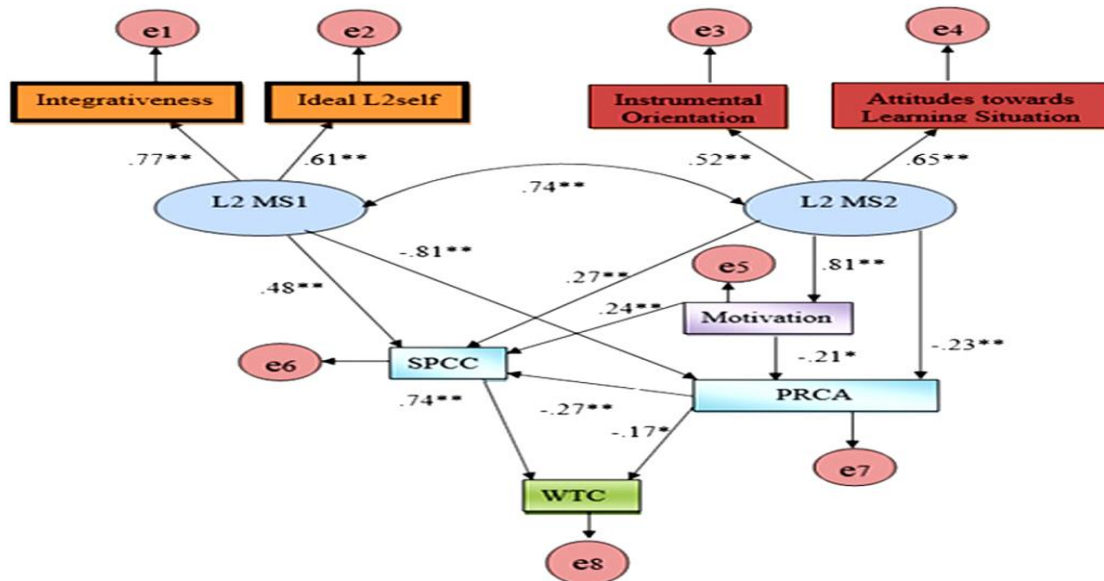 e1
e2
e3
e4
Integrativeness
Ideal L2self
Instrumental
Orientation
Attitudes towards
Learning Situation
.77**
.61**
.52**
.65**
L2 MS1
.74**
L2 MS2
-.81**
.48**
.27**
e5
.81**
.24**
Motivation
-.21*
-.23**
e6
SPCC
PRCA
.74**
-.27**
-.17*
e7
WTC
e8